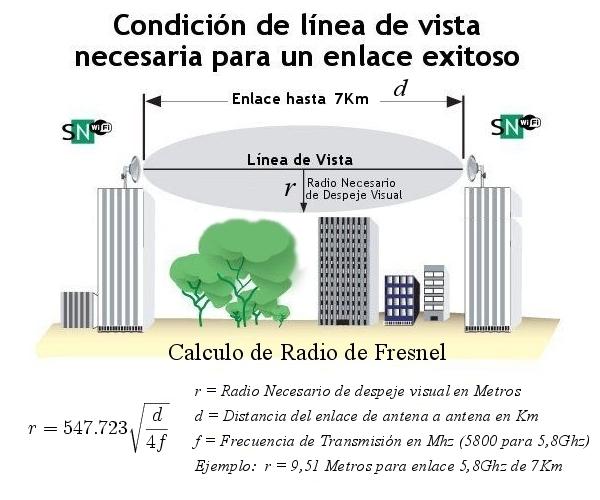 Condición de línea de vista
necesaria para un enlace exitoso
Enlace hasta 7Km
d
SN WiFi
SN WiFi
Línea de Vista
r
Radio Necesario
de Despeje Visual
Calculo de Radio de Fresnel
r = 547.723√(d/4f)
r = Radio Necesario de despeje visual en Metros
d = Distancia del enlace de antena a antena en Km
f = Frecuencia de Transmisión en Mhz (5800 para 5,8Ghz)
Ejemplo: r = 9,51 Metros para enlace 5,8Ghz de 7Km